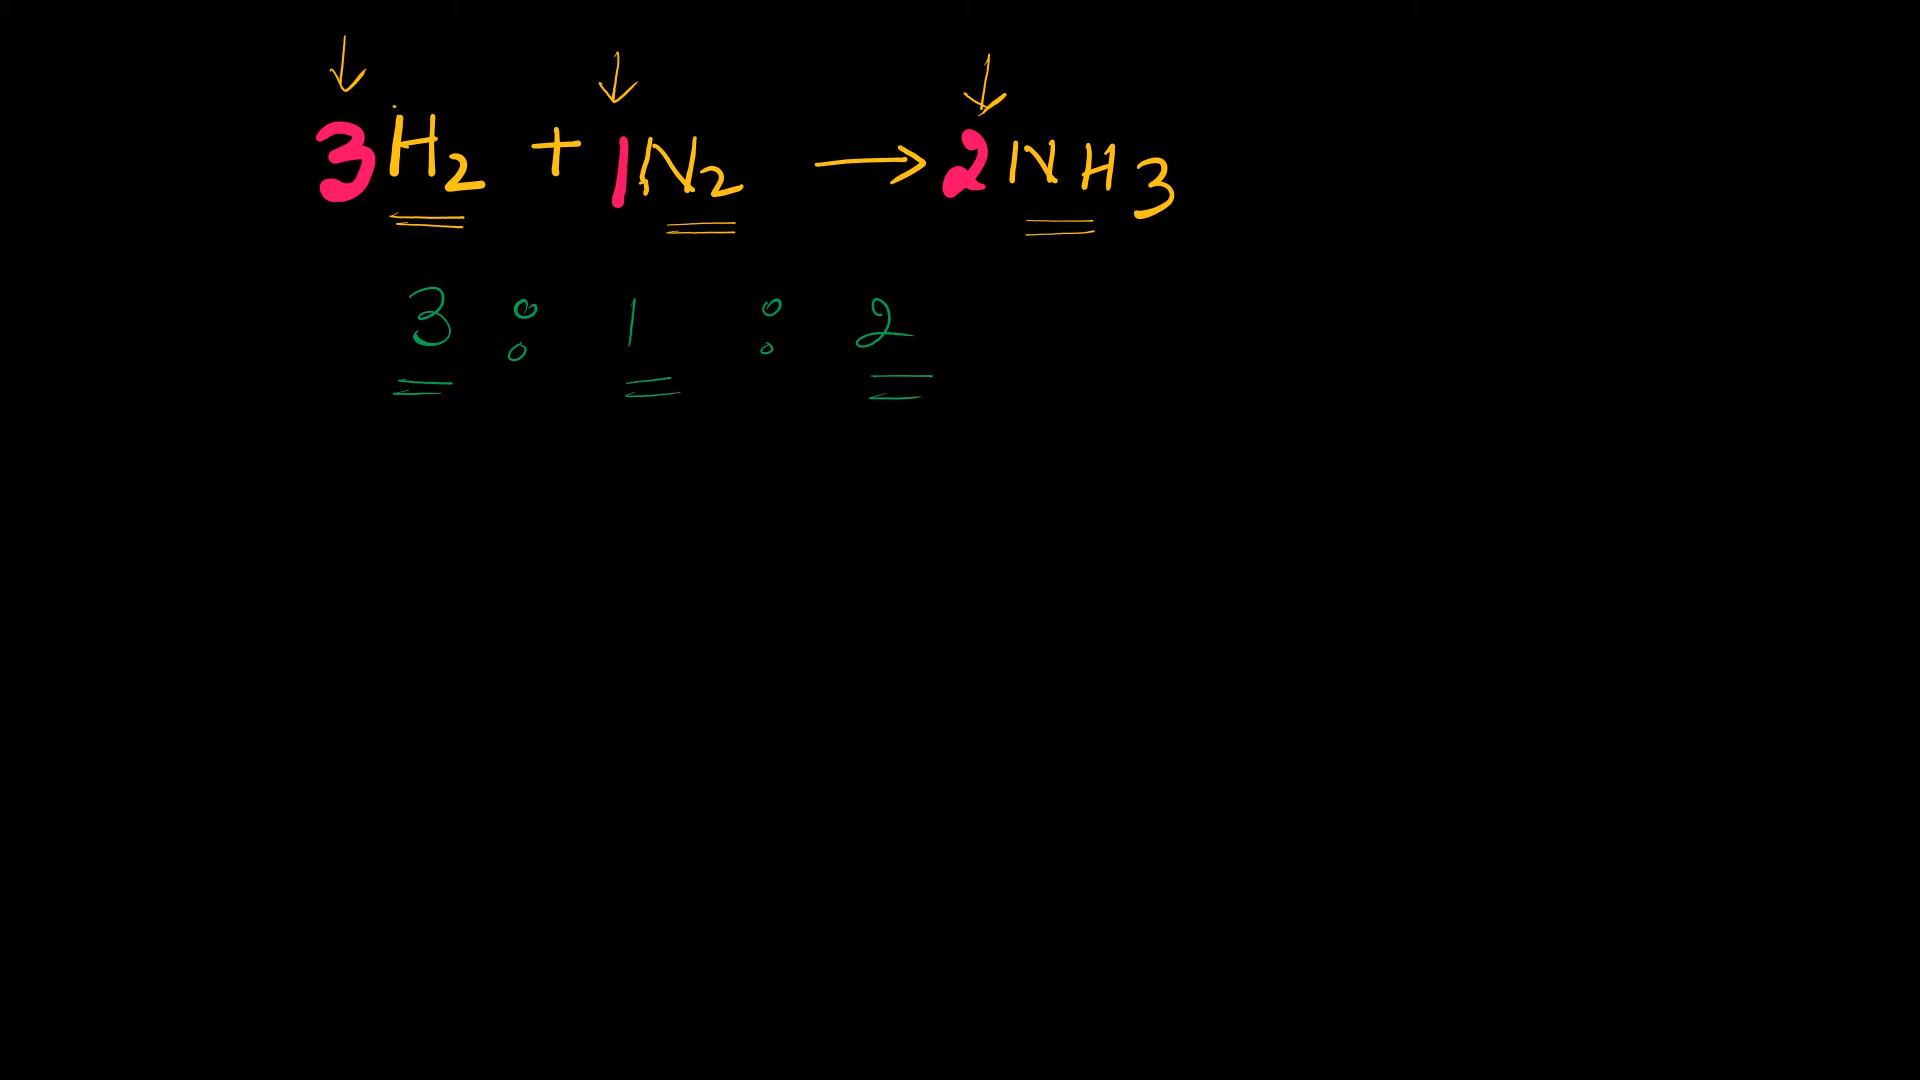 3H₂ + 1N₂ → 2NH₃
3 : 1 : 2